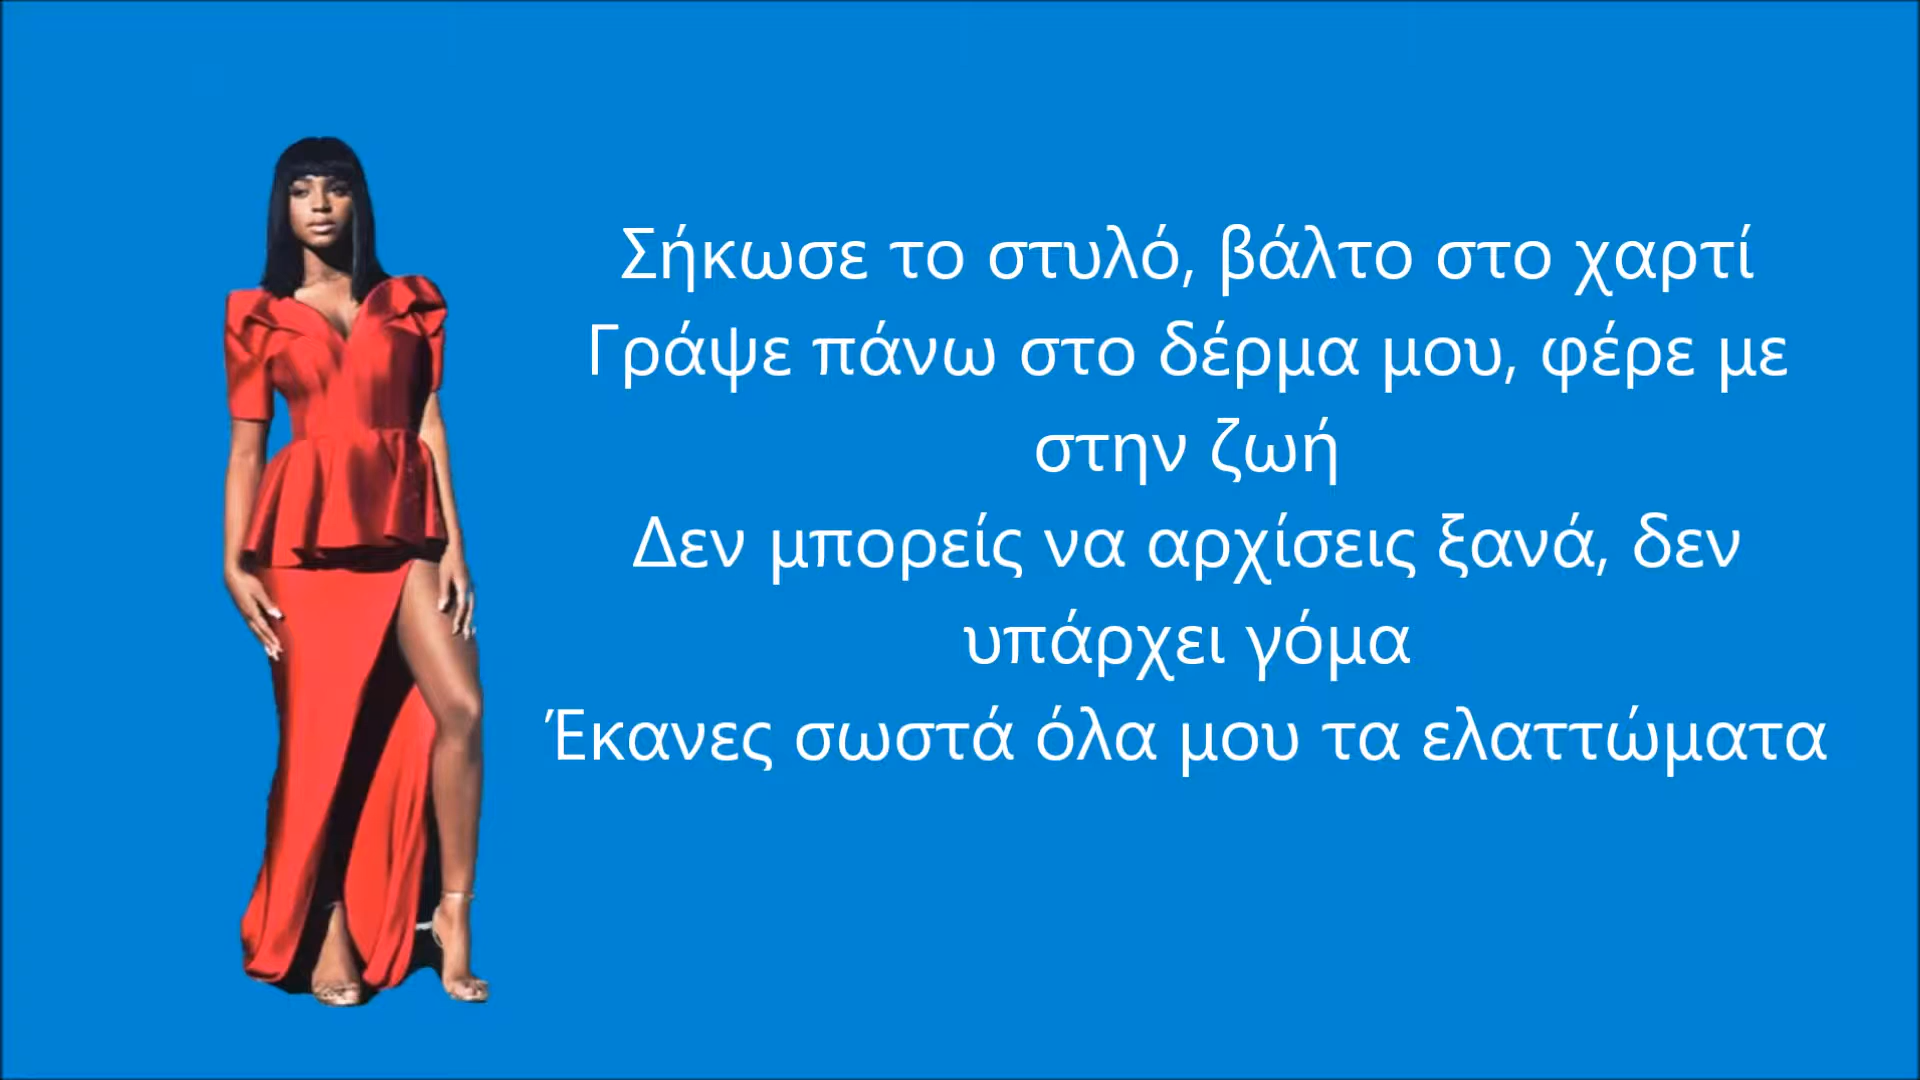 Σήκωσε το στυλό, βάλτο στο χαρτί
Γράψε πάνω στο δέρμα μου, φέρε με
στην ζωή
Δεν μπορείς να αρχίσεις ξανά, δεν
υπάρχει γόμα
Έκανες σωστά όλα μου τα ελαττώματα